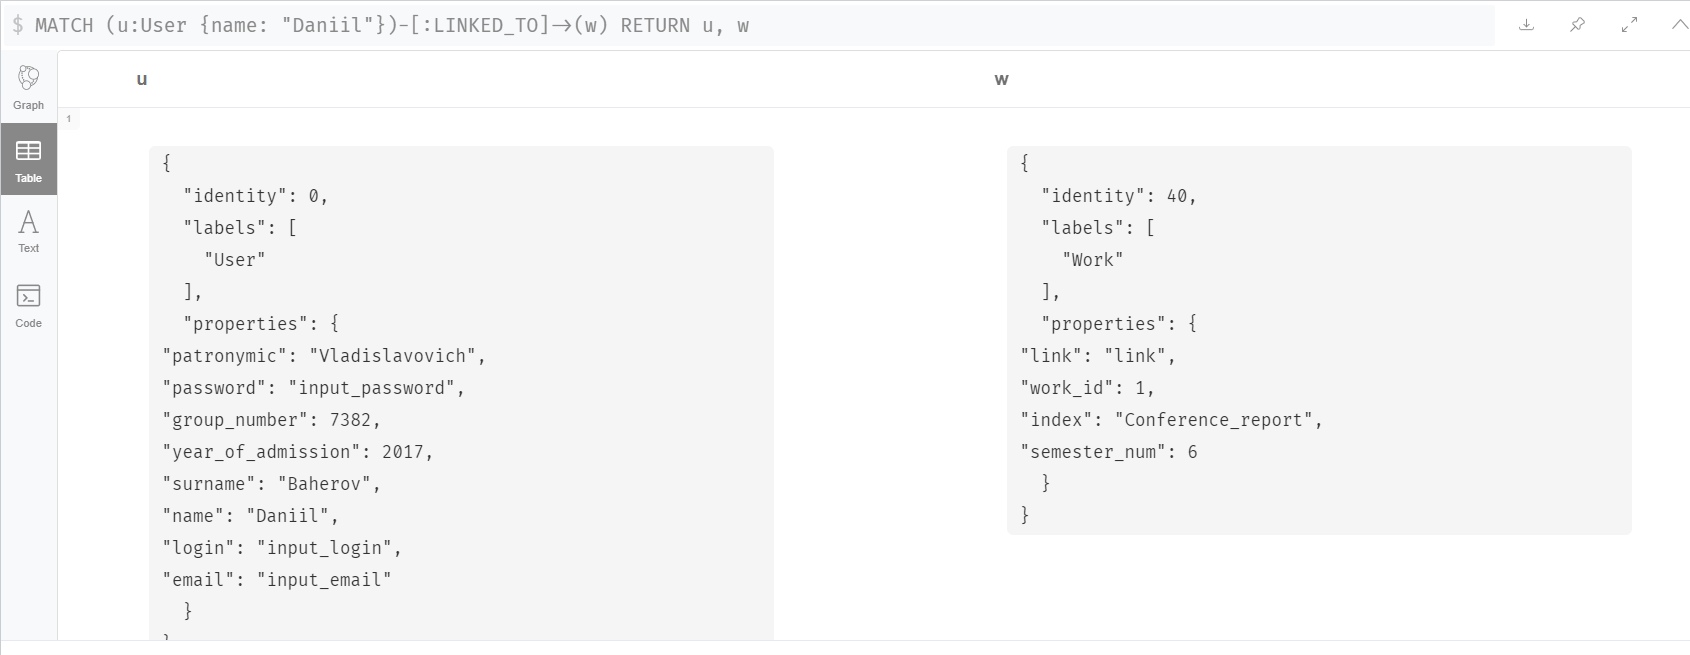 $ MATCH (u:User {name: "Daniil"})-[:LINKED_TO]->(w) RETURN u, w
Graph
Table
Text
Code
u
1
{
"identity": 0,
"labels": [
"User"
],
"properties": {
"patronymic": "Vladislavovich",
"password": "input_password",
"group_number": 7382,
"year_of_admission": 2017,
"surname": "Baherov",
"name": "Daniil",
"login": "input_login",
"email": "input_email"
}
}
w
{
"identity": 40,
"labels": [
"Work"
],
"properties": {
"link": "link",
"work_id": 1,
"index": "Conference_report",
"semester_num": 6
}
}